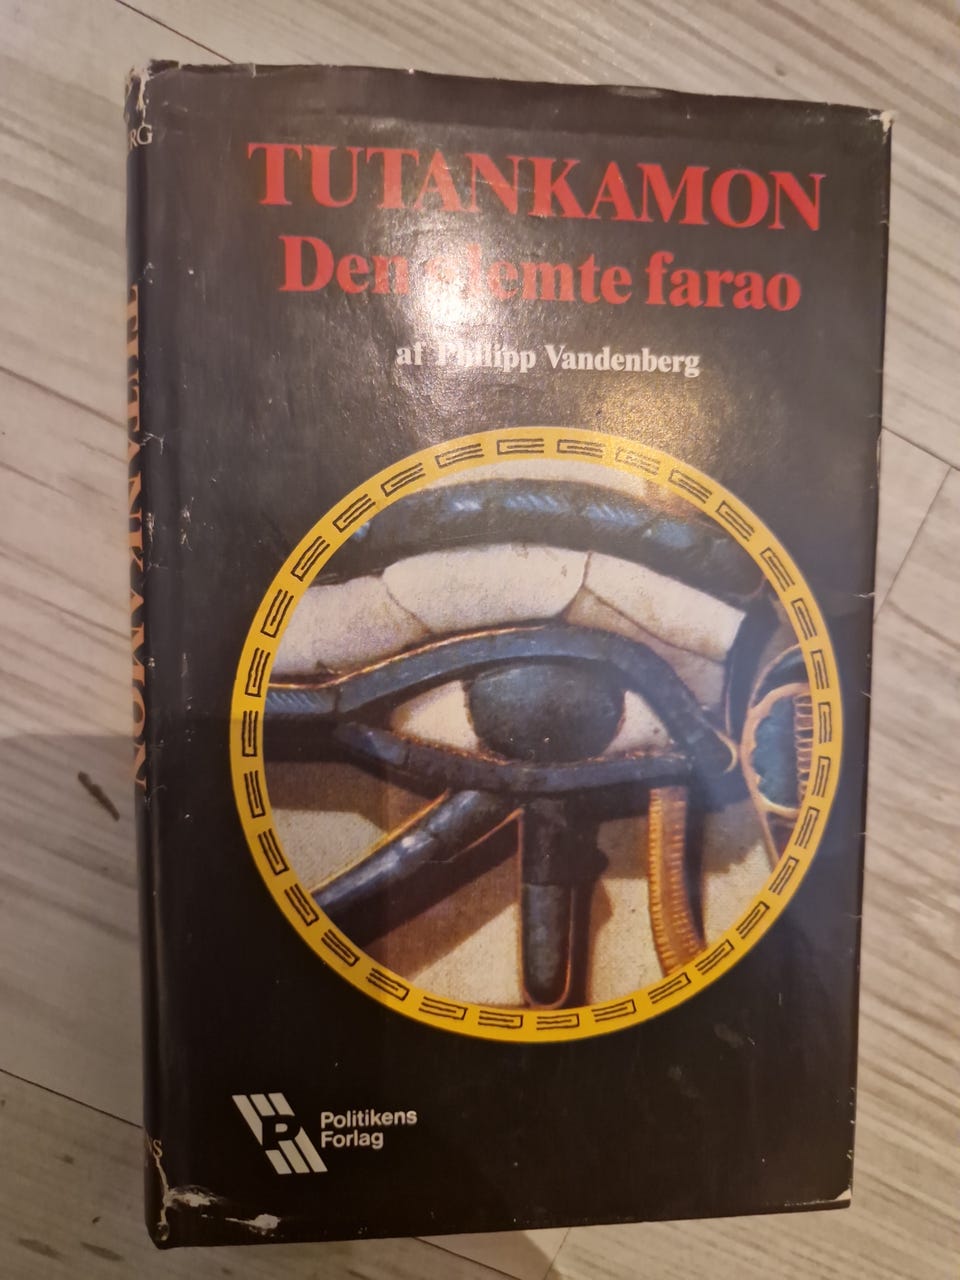 TUTANKAMON
Den glemte farao
af Philipp Vandenberg
Politikens
Forlag
TUTANKAMON